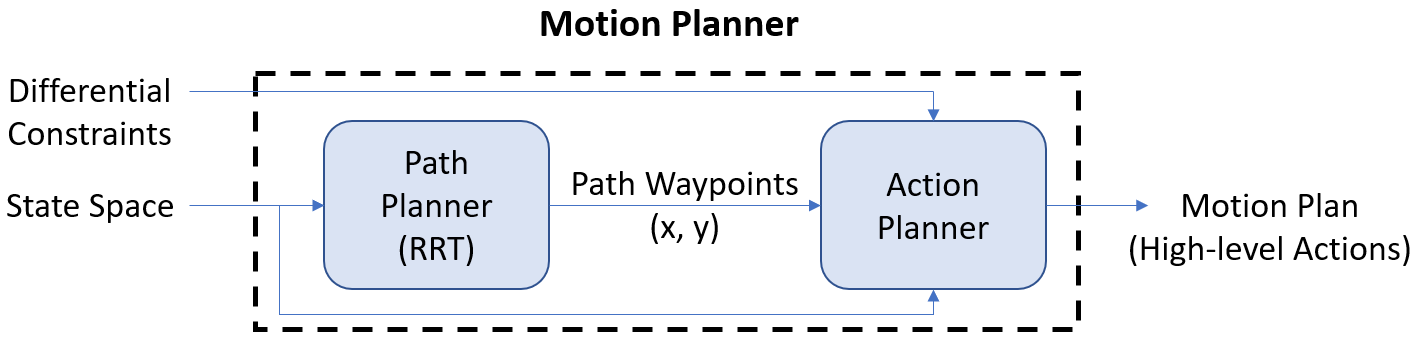 Motion Planner
Differential
Constraints
State Space
Path
Planner
(RRT)
Path Waypoints
(x, y)
Action
Planner
Motion Plan
(High-level Actions)